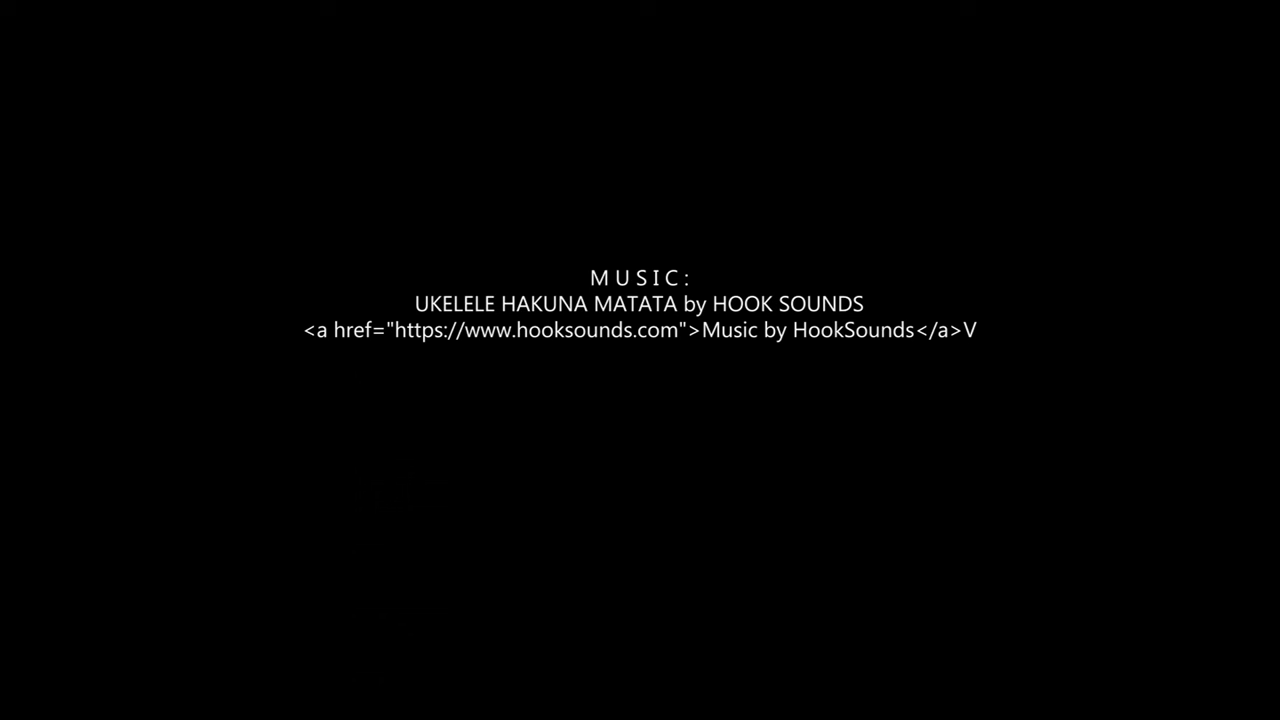 M U S I C :
UKELELE HAKUNA MATATA by HOOK SOUNDS
<a href="https://www.hooksounds.com">Music by HookSounds</a>V